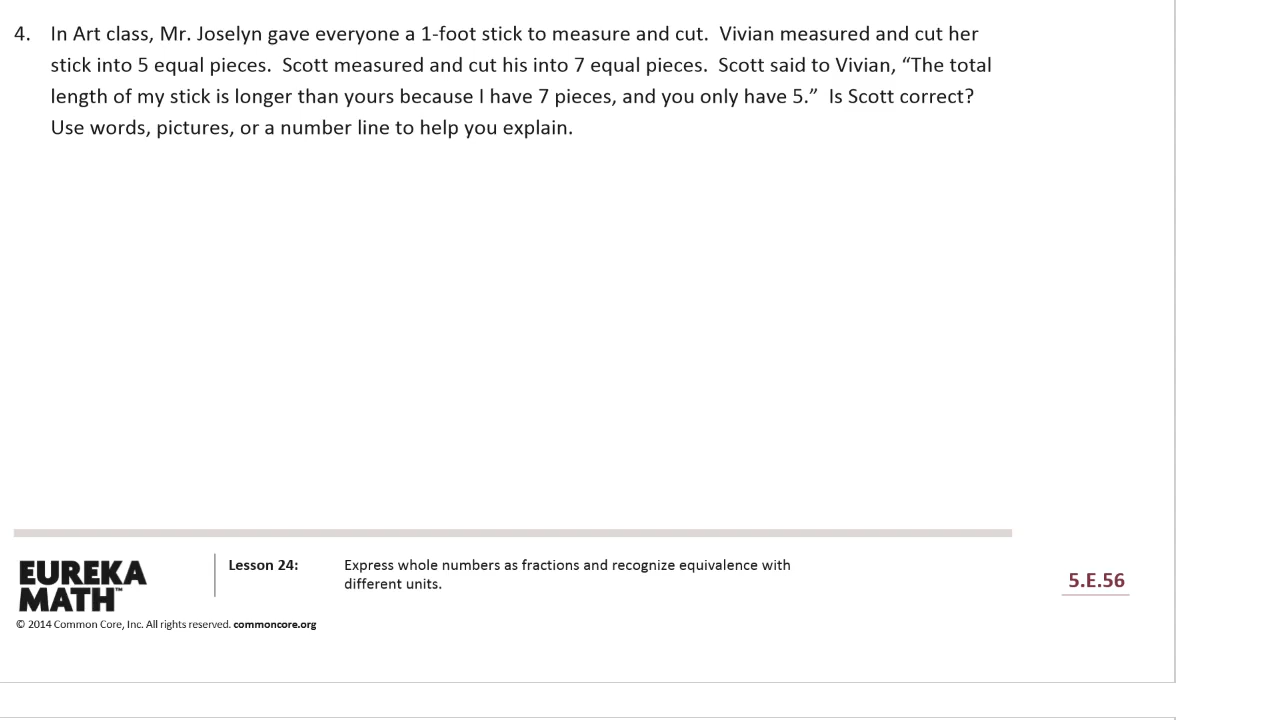 4. In Art class, Mr. Joselyn gave everyone a 1-foot stick to measure and cut. Vivian measured and cut her
stick into 5 equal pieces. Scott measured and cut his into 7 equal pieces. Scott said to Vivian, “The total
length of my stick is longer than yours because I have 7 pieces, and you only have 5.” Is Scott correct?
Use words, pictures, or a number line to help you explain.
EUREKA
MATH™
Lesson 24: Express whole numbers as fractions and recognize equivalence with
different units.
5.E.56
© 2014 Common Core, Inc. All rights reserved. commoncore.org